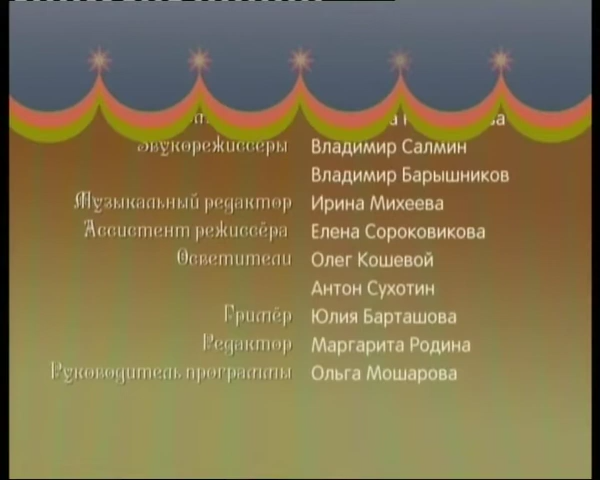 Звукорежиссёры Владимир Салмин
Владимир Барышников
Музыкальный редактор Ирина Михеева
Ассистент режиссёра Елена Сороковикова
Осветители Олег Кошевой
Антон Сухотин
Гримёр Юлия Барташова
Редактор Маргарита Родина
Руководитель программы Ольга Мошарова